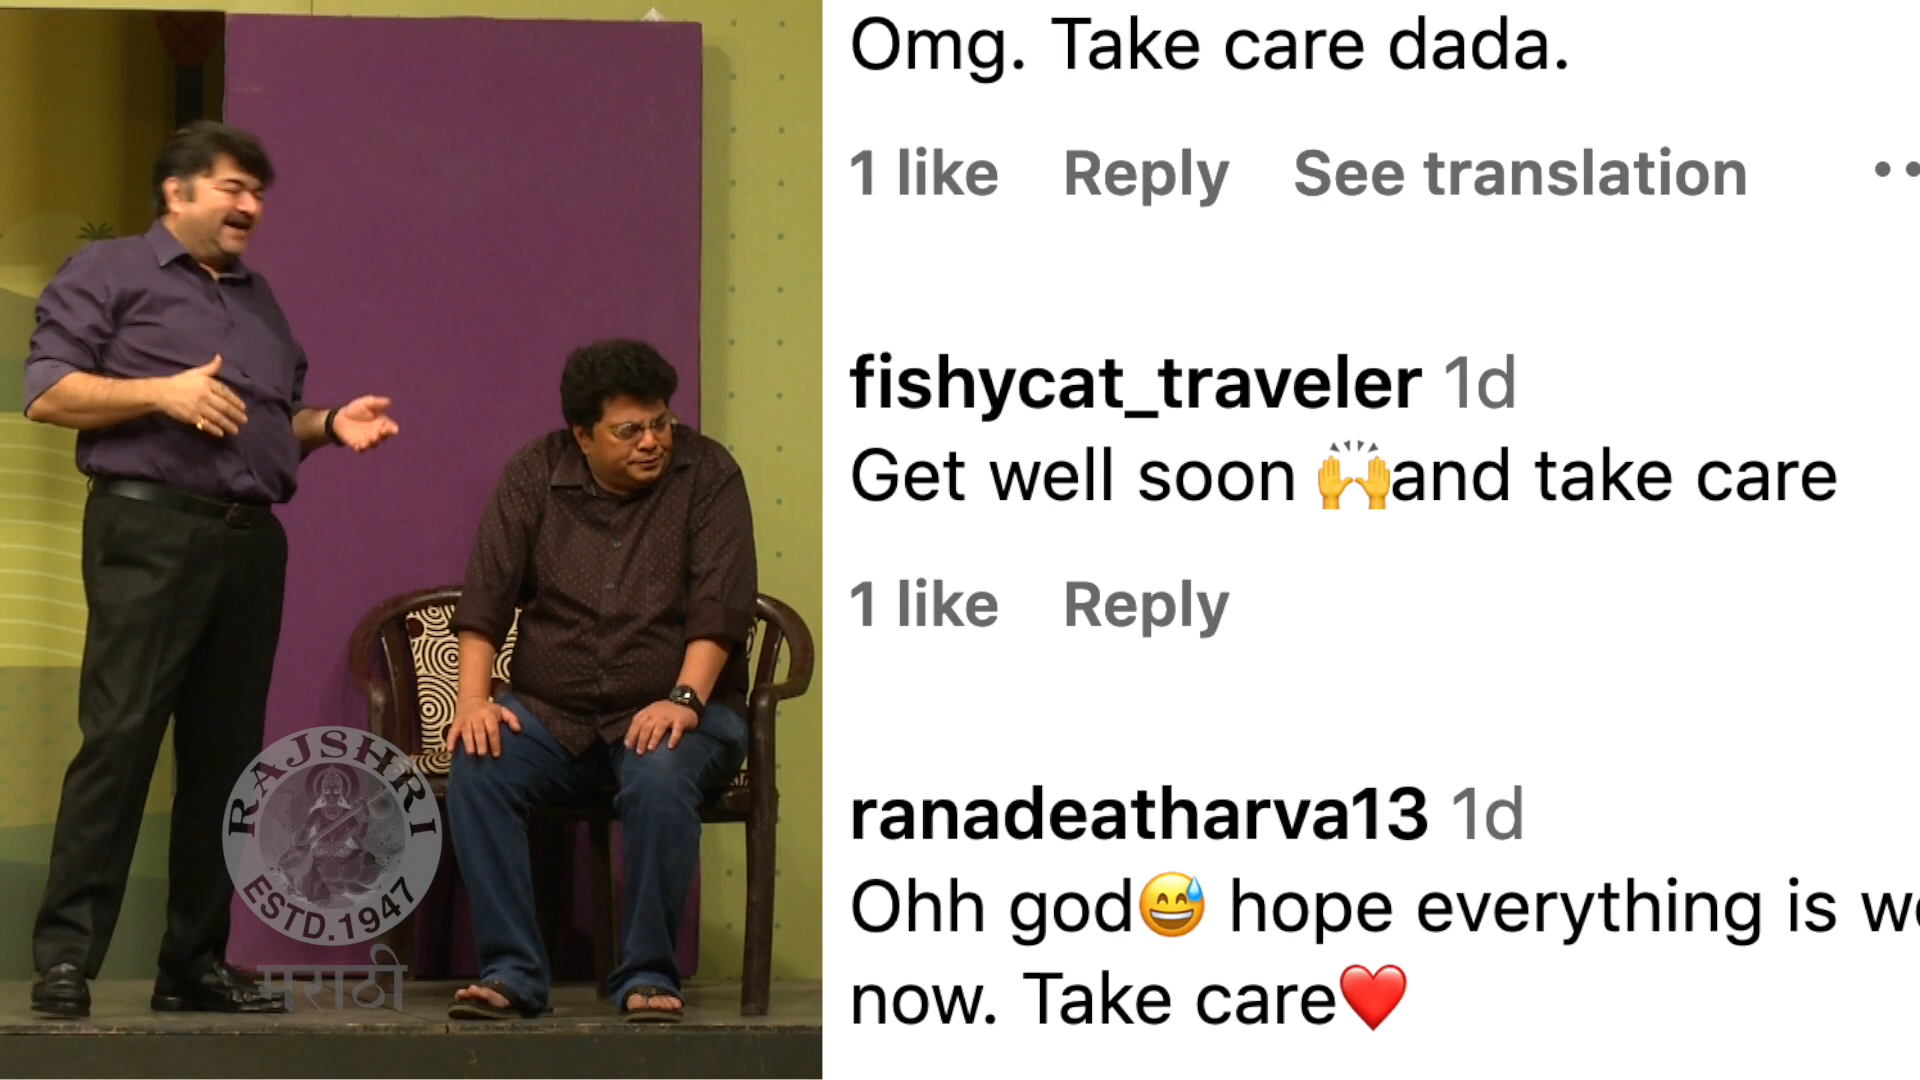 Omg. Take care dada.
1 like Reply See translation ..
fishycat_traveler 1d
Get well soon 🙌and take care
1 like Reply
ranadeatharva13 1d
Ohh god😅 hope everything is
now. Take care❤️
RAJSHRI
ESTD.1947
मराठी